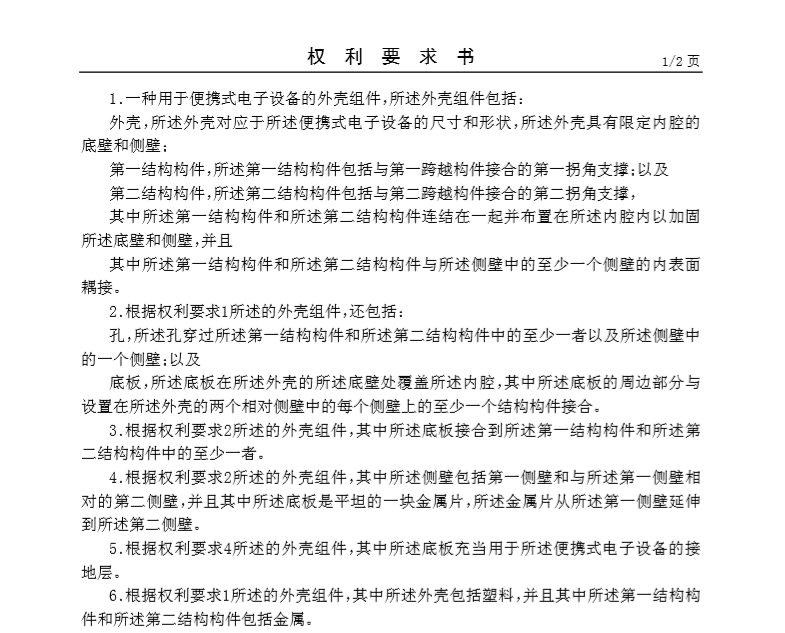 权 利 要 求 书
1/2 页
1.一种用于便携式电子设备的外壳组件,所述外壳组件包括:
外壳,所述外壳对应于所述便携式电子设备的尺寸和形状,所述外壳具有限定内腔的
底壁和侧壁;
第一结构构件,所述第一结构构件包括与第一跨越构件接合的第一拐角支撑;以及
第二结构构件,所述第二结构构件包括与第二跨越构件接合的第二拐角支撑,
其中所述第一结构构件和所述第二结构构件连结在一起并布置在所述内腔内以加固
所述底壁和侧壁,并且
其中所述第一结构构件和所述第二结构构件与所述侧壁中的至少一个侧壁的内表面
耦接。
2.根据权利要求1所述的外壳组件,还包括:
孔,所述孔穿过所述第一结构构件和所述第二结构构件中的至少一者以及所述侧壁中
的一个侧壁;以及
底板,所述底板在所述外壳的所述底壁处覆盖所述内腔,其中所述底板的周边部分与
设置在所述外壳的两个相对侧壁中的每个侧壁上的至少一个结构构件接合。
3.根据权利要求2所述的外壳组件,其中所述底板接合到所述第一结构构件和所述第
二结构构件中的至少一者。
4.根据权利要求2所述的外壳组件,其中所述侧壁包括第一侧壁和与所述第一侧壁相
对的第二侧壁,并且其中所述底板是平坦的一块金属片,所述金属片从所述第一侧壁延伸
到所述第二侧壁。
5.根据权利要求4所述的外壳组件,其中所述底板充当用于所述便携式电子设备的接
地层。
6.根据权利要求1所述的外壳组件,其中所述外壳包括塑料,并且其中所述第一结构构
件和所述第二结构构件包括金属。